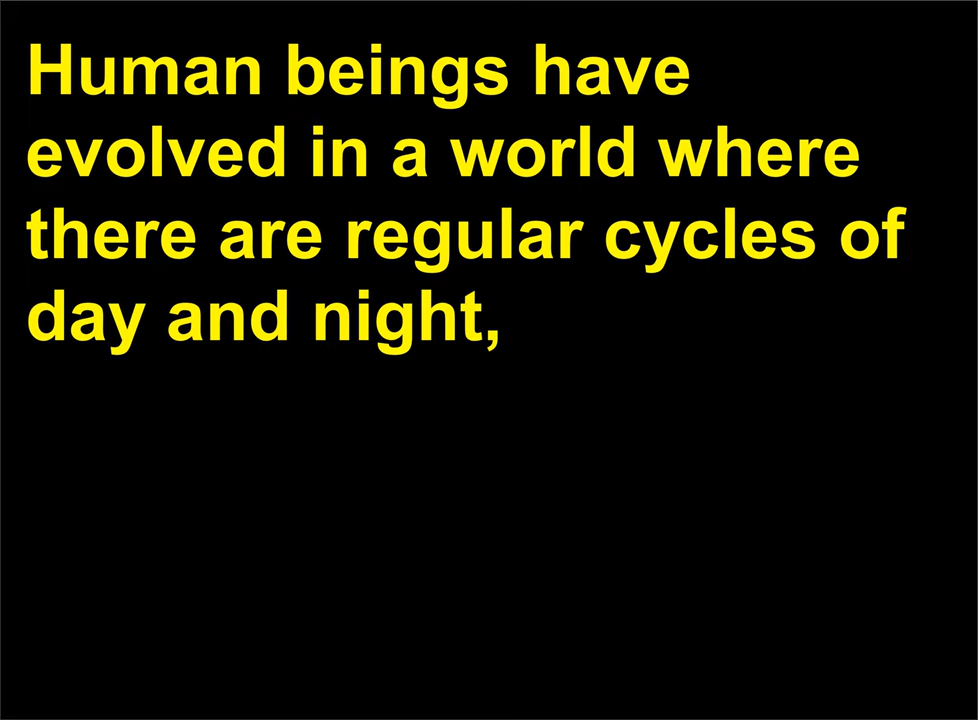 Human beings have
evolved in a world where
there are regular cycles of
day and night,